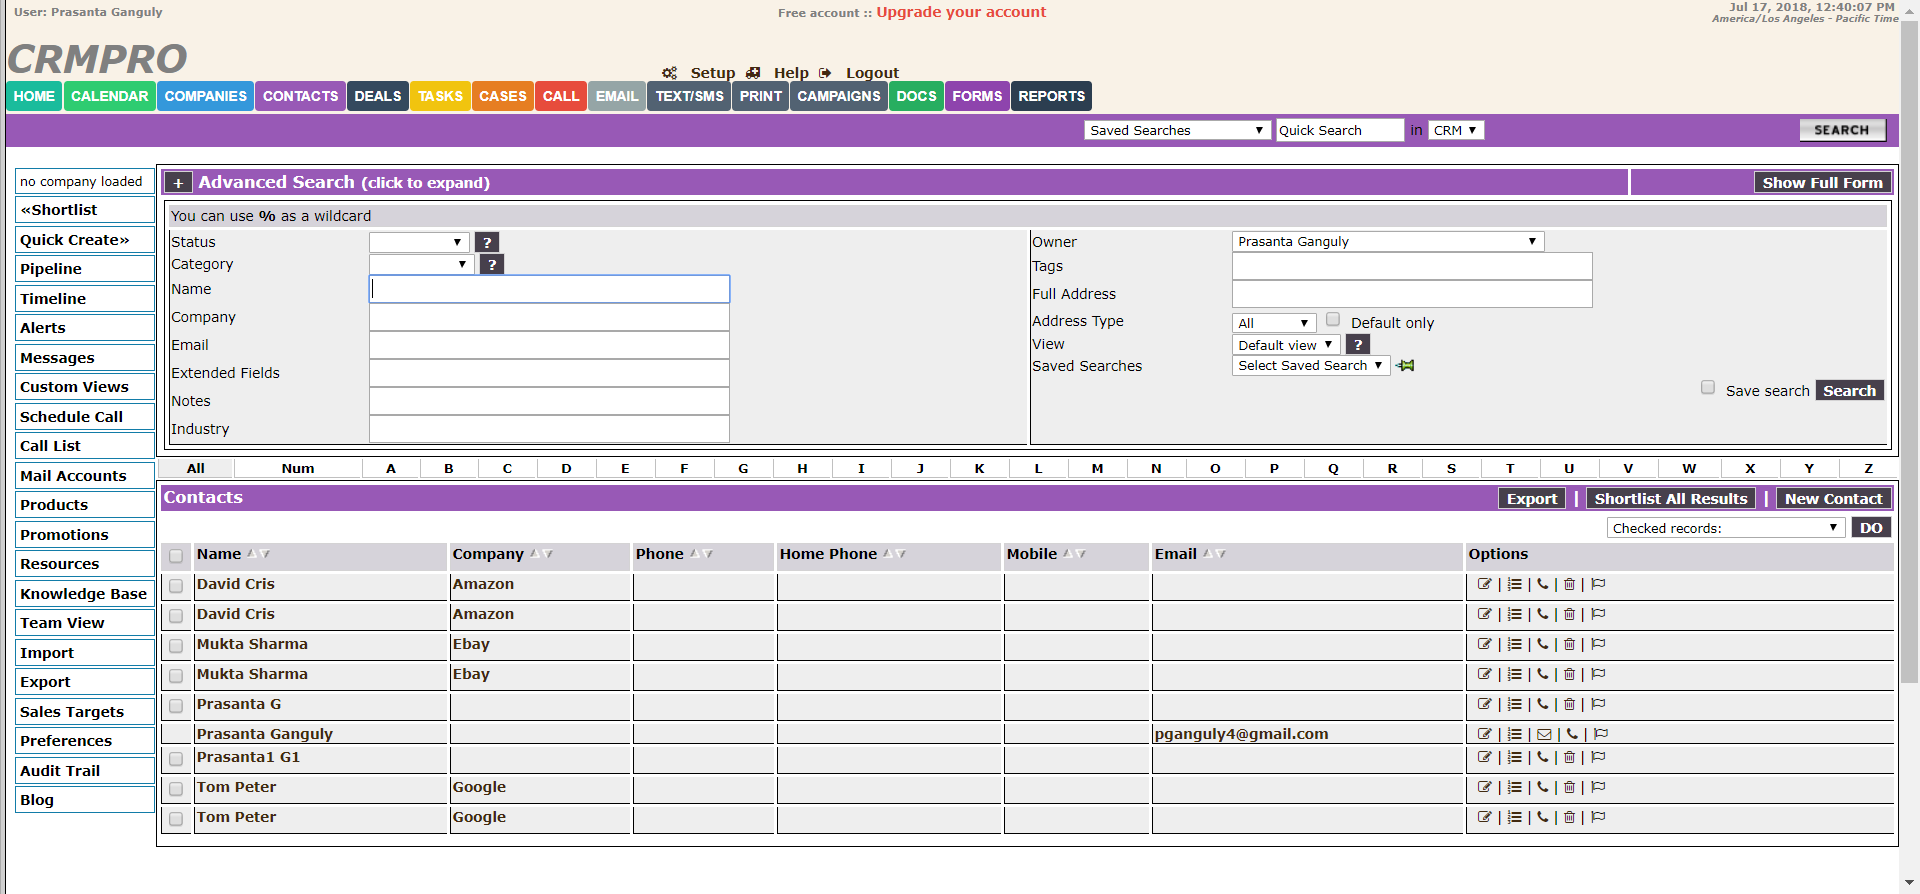 User: Prasanta Ganguly
Free account :: Upgrade your account
Jul 17, 2018, 12:40:07 PM
America/Los Angeles - Pacific Time
CRMPRO
Setup Help Logout
HOME CALENDAR COMPANIES CONTACTS DEALS TASKS CASES CALL EMAIL TEXT/SMS PRINT CAMPAIGNS DOCS FORMS REPORTS
Saved Searches Quick Search in CRM SEARCH
no company loaded
«Shortlist
Quick Create»
Pipeline
Timeline
Alerts
Messages
Custom Views
Schedule Call
Call List
Mail Accounts
Products
Promotions
Resources
Knowledge Base
Team View
Import
Export
Sales Targets
Preferences
Audit Trail
Blog
+ Advanced Search (click to expand) Show Full Form
You can use % as a wildcard
Status ?
Category ?
Name
Company
Email
Extended Fields
Notes
Industry
Owner Prasanta Ganguly
Tags
Full Address
Address Type All Default only
View Default view ?
Saved Searches Select Saved Search
Save search Search
All Num A B C D E F G H I J K L M N O P Q R S T U V W X Y Z
Contacts Export | Shortlist All Results | New Contact
Checked records: DO
Name Company Phone Home Phone Mobile Email Options
David Cris Amazon | | | |
David Cris Amazon | | | |
Mukta Sharma Ebay | | | |
Mukta Sharma Ebay | | | |
Prasanta G | | | |
Prasanta Ganguly pganguly4@gmail.com | | | |
Prasanta1 G1 | | | |
Tom Peter Google | | | |
Tom Peter Google | | | |